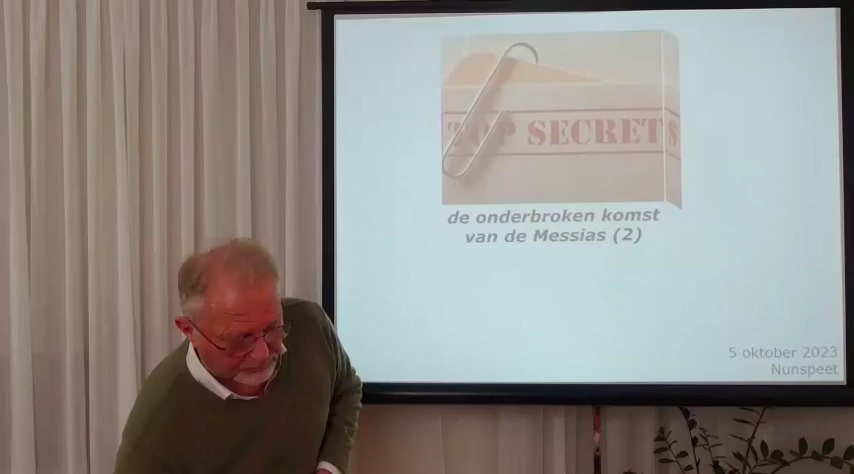 TOP SECRETS
de onderbroken komst
van de Messias (2)
5 oktober 2023
Nunspeet